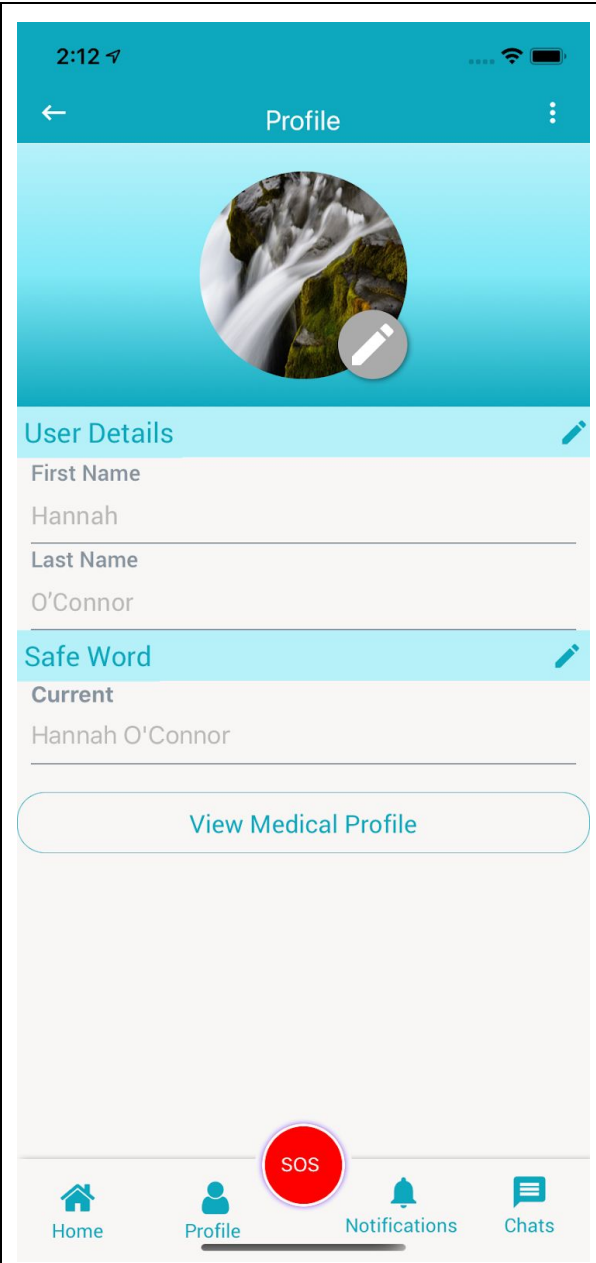 2:12
Profile
User Details
First Name
Hannah
Last Name
O’Connor
Safe Word
Current
Hannah O'Connor
View Medical Profile
SOS
Home Profile Notifications Chats